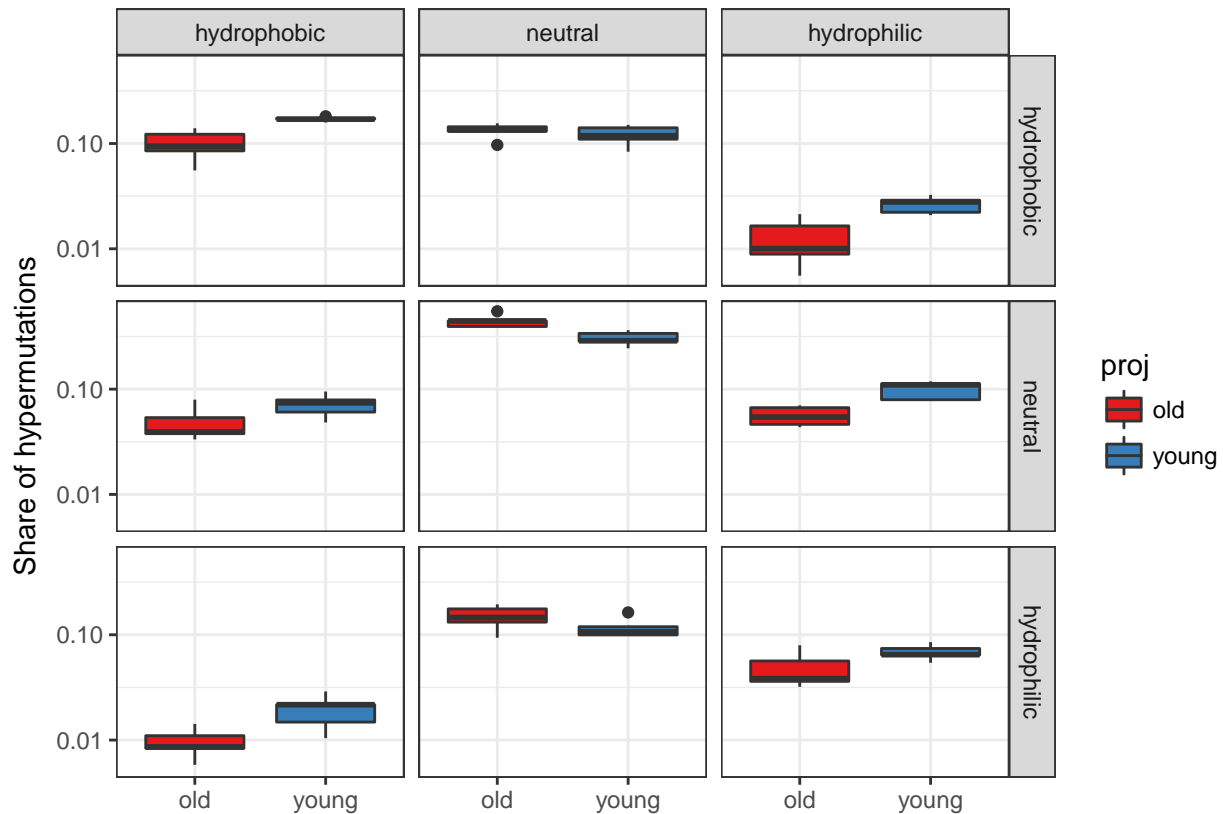 hydrophobic
neutral
hydrophilic
Share of hypermutations
0.10
0.01
hydrophobic
0.10
0.01
neutral
0.10
0.01
hydrophilic
old
young
old
young
old
young
proj
old
young